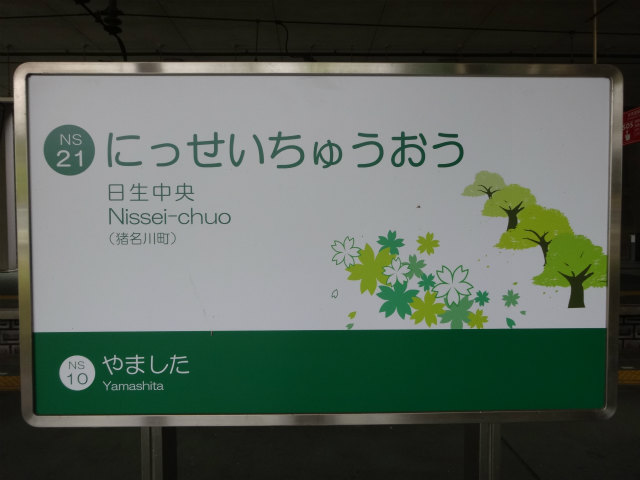 NS
21
にっせいちゅうおう
日生中央
Nissei-chuo
（猪名川町）
NS
10
やました
Yamashita